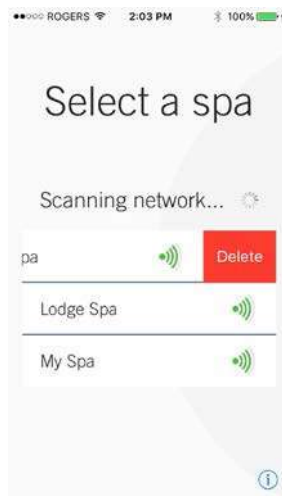 ROGERS 2:03 PM 100%
Select a spa
Scanning network...
pa Delete
Lodge Spa
My Spa
i